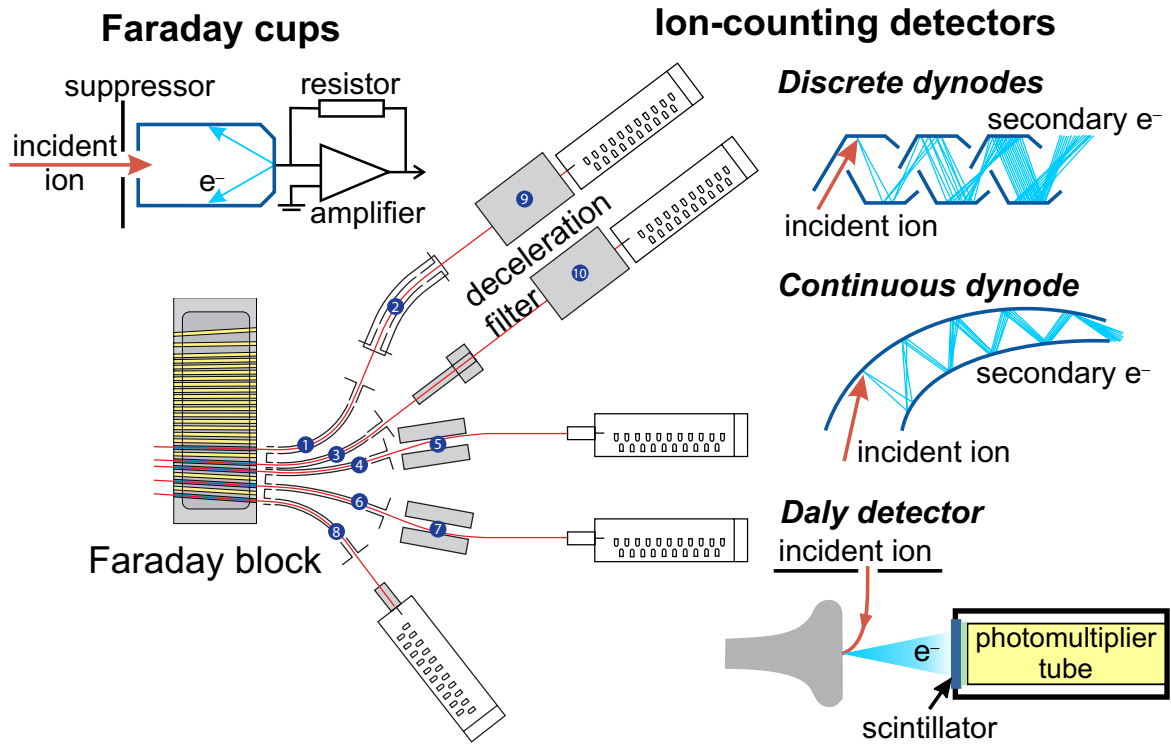 Faraday cups
suppressor
resistor
incident
ion
e⁻
amplifier
Ion-counting detectors
Discrete dynodes
secondary e⁻
incident ion
Continuous dynode
secondary e⁻
incident ion
Daly detector
incident ion
e⁻
photomultiplier
tube
scintillator
deceleration
filter
9
10
2
1
3
4
5
6
7
8
Faraday block